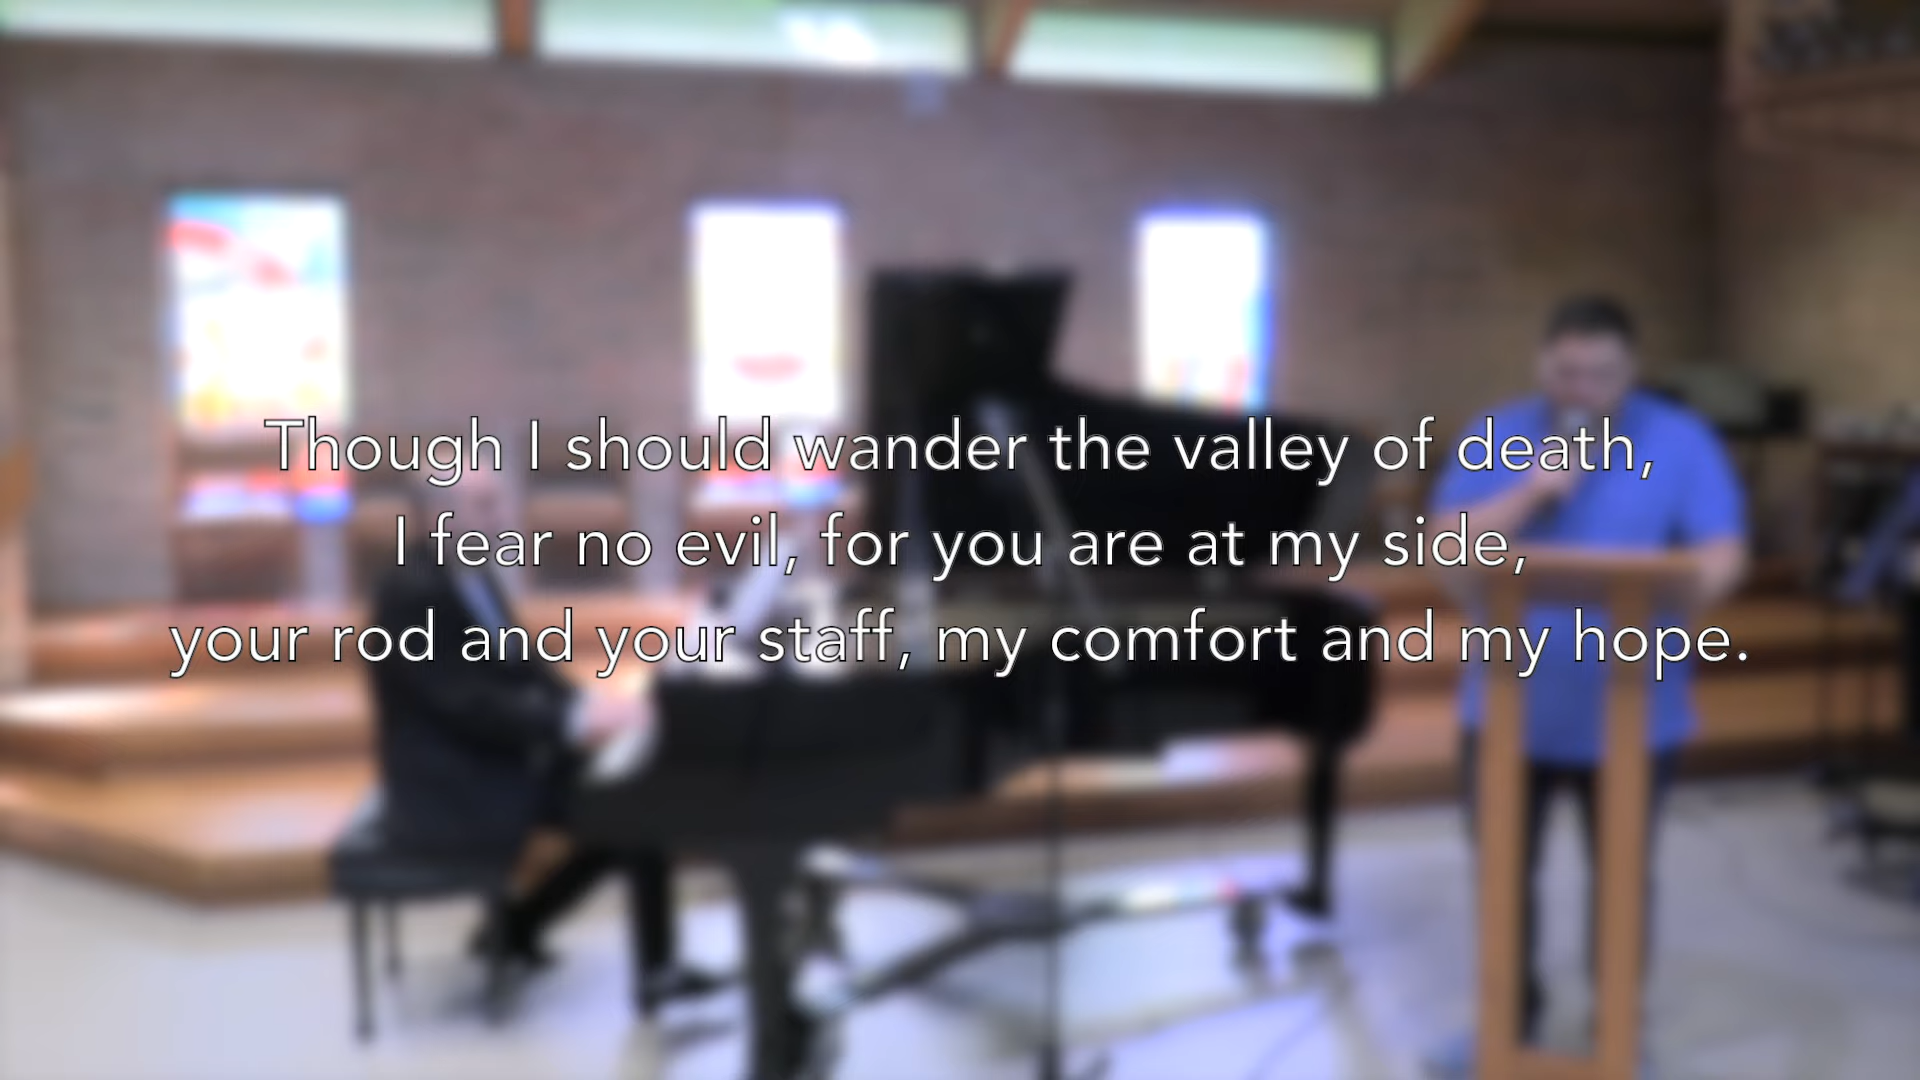 Though I should wander the valley of death,
I fear no evil, for you are at my side,
your rod and your staff, my comfort and my hope.